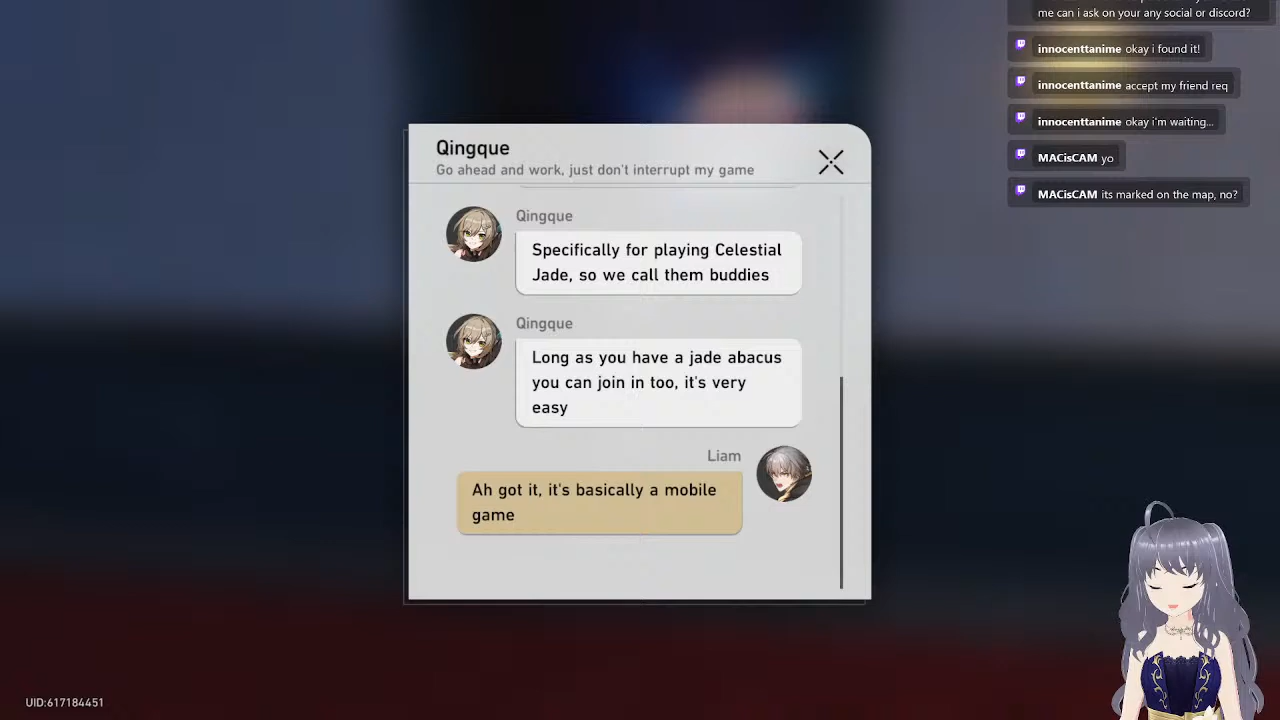 me can i ask on your any social or discord?
innocenttanime okay i found it!
innocenttanime accept my friend req
innocenttanime okay i'm waiting...
MACisCAM yo
MACisCAM its marked on the map, no?
Qingque
Go ahead and work, just don't interrupt my game
Qingque
Specifically for playing Celestial
Jade, so we call them buddies
Qingque
Long as you have a jade abacus
you can join in too, it's very
easy
Liam
Ah got it, it's basically a mobile
game
UID:617184451